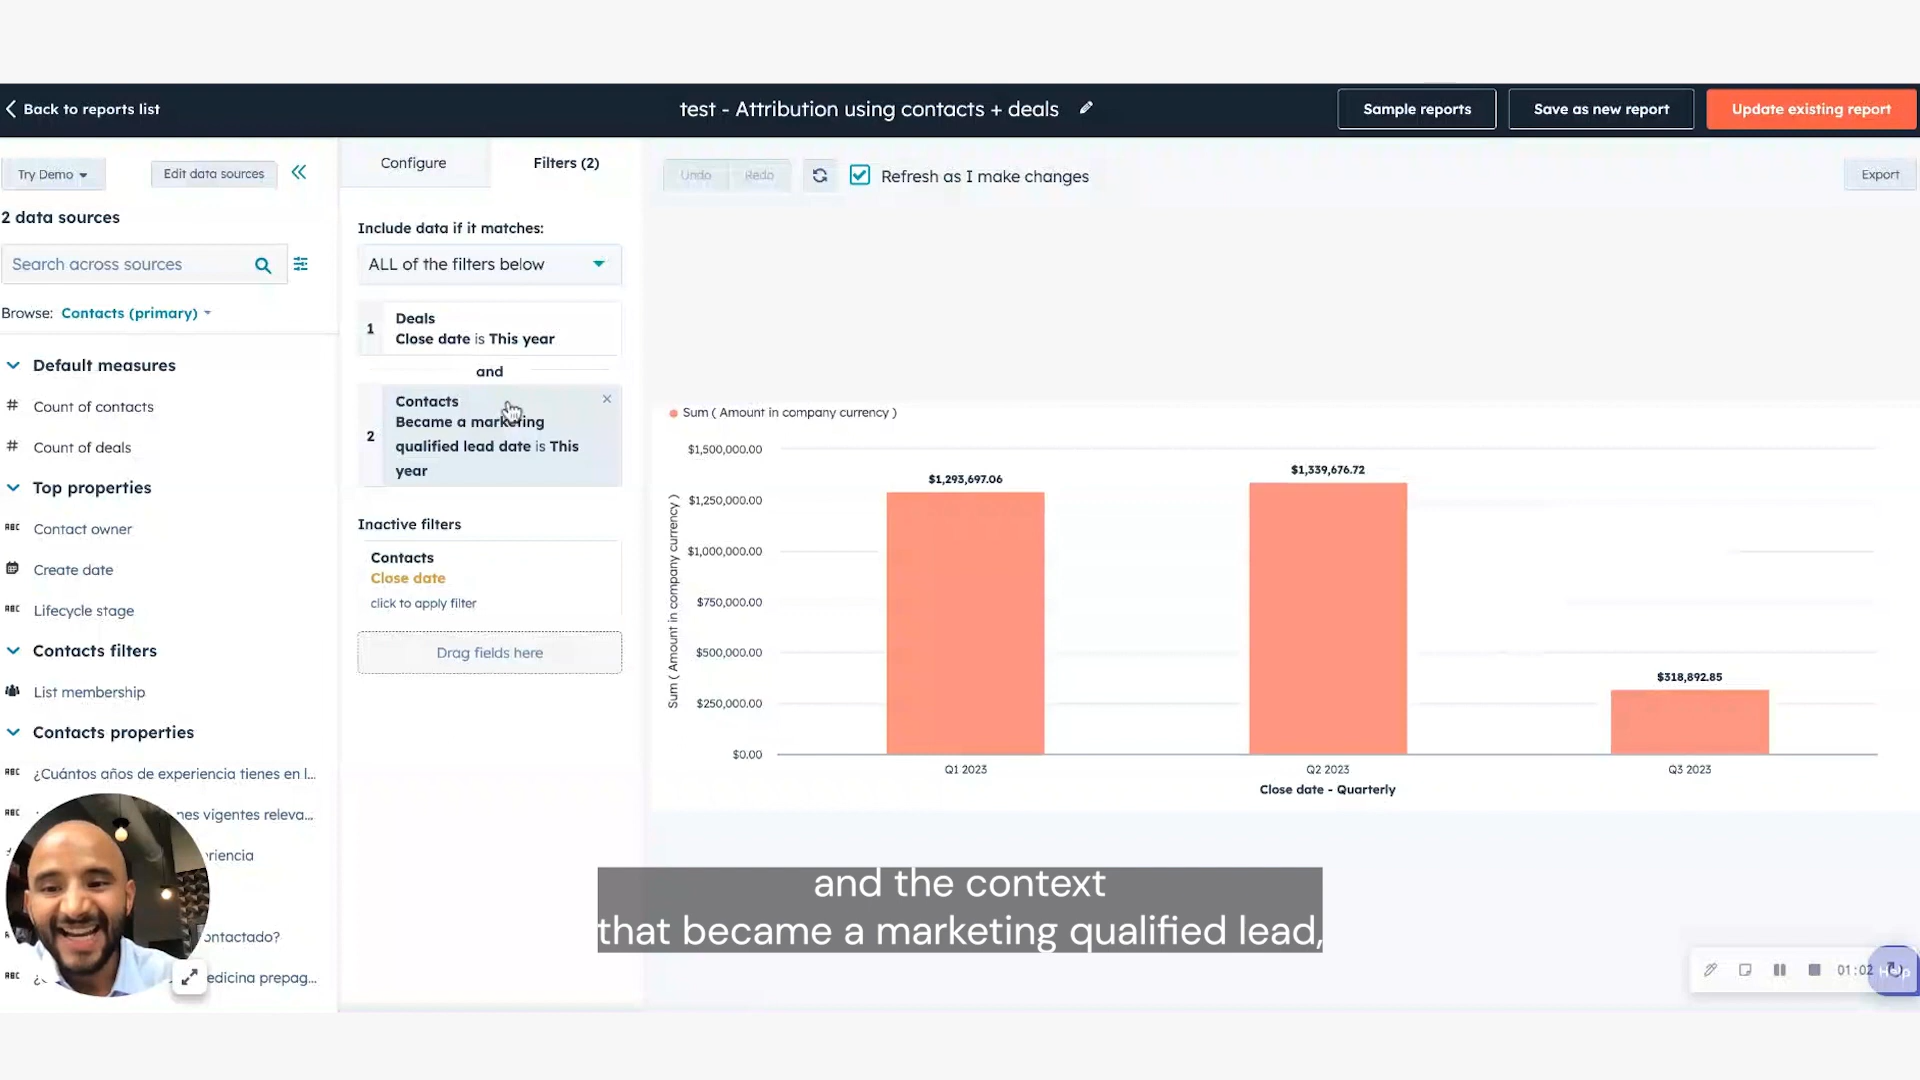 Back to reports list
test - Attribution using contacts + deals
Sample reports
Save as new report
Update existing report
Try Demo
Edit data sources
2 data sources
Search across sources
Browse: Contacts (primary)
Default measures
# Count of contacts
# Count of deals
Top properties
ABC Contact owner
Create date
ABC Lifecycle stage
Contacts filters
List membership
Contacts properties
ABC ¿Cuántos años de experiencia tienes en l...
ABC nes vigentes releva...
riencia
ontactado?
ABC edicina prepag...
Configure
Filters (2)
Include data if it matches:
ALL of the filters below
1
Deals
Close date is This year
and
2
Contacts
Became a marketing
qualified lead date is This
year
Inactive filters
Contacts
Close date
click to apply filter
Drag fields here
Undo
Redo
Refresh as I make changes
Export
Sum ( Amount in company currency )
Sum ( Amount in company currency )
$1,500,000.00
$1,250,000.00
$1,000,000.00
$750,000.00
$500,000.00
$250,000.00
$0.00
$1,293,697.06
$1,339,676.72
$318,892.85
Q1 2023
Q2 2023
Q3 2023
Close date - Quarterly
and the context
that became a marketing qualified lead,
01:02
Help